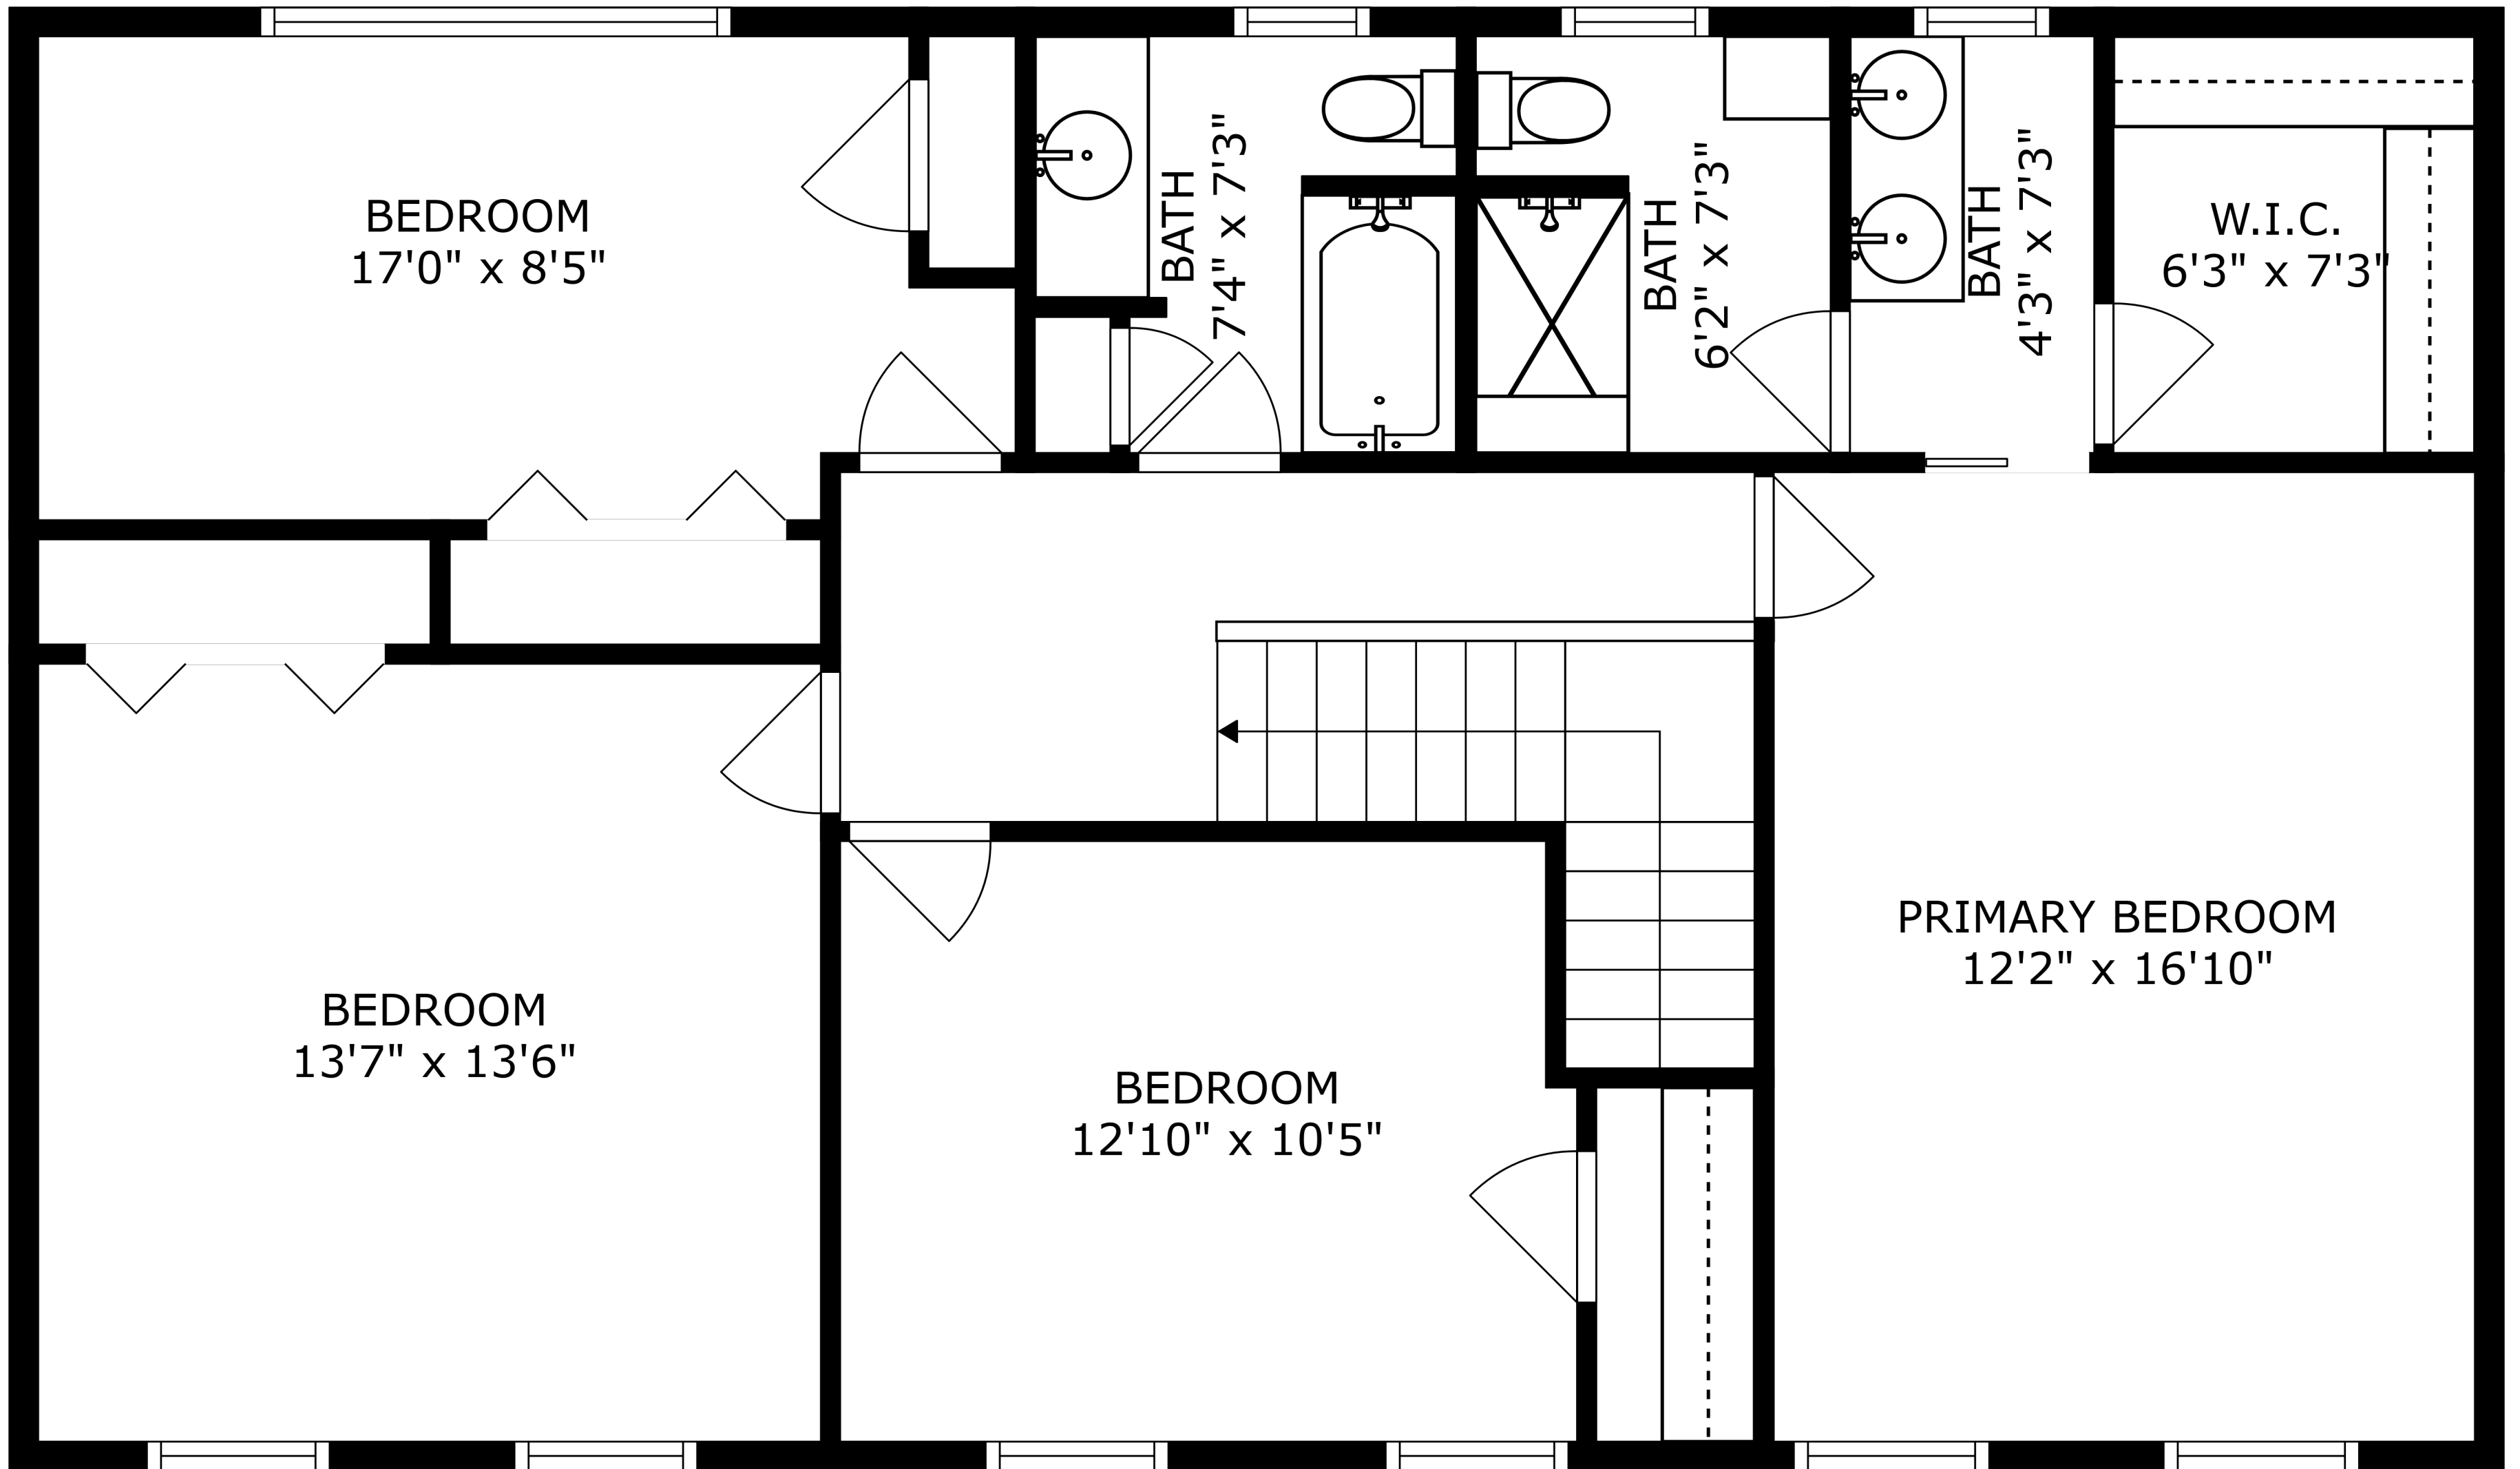 BEDROOM
17'0" x 8'5"
BATH
7'4" x 7'3"
BATH
6'2" x 7'3"
BATH
4'3" x 7'3"
W.I.C.
6'3" x 7'3"
BEDROOM
13'7" x 13'6"
BEDROOM
12'10" x 10'5"
PRIMARY BEDROOM
12'2" x 16'10"